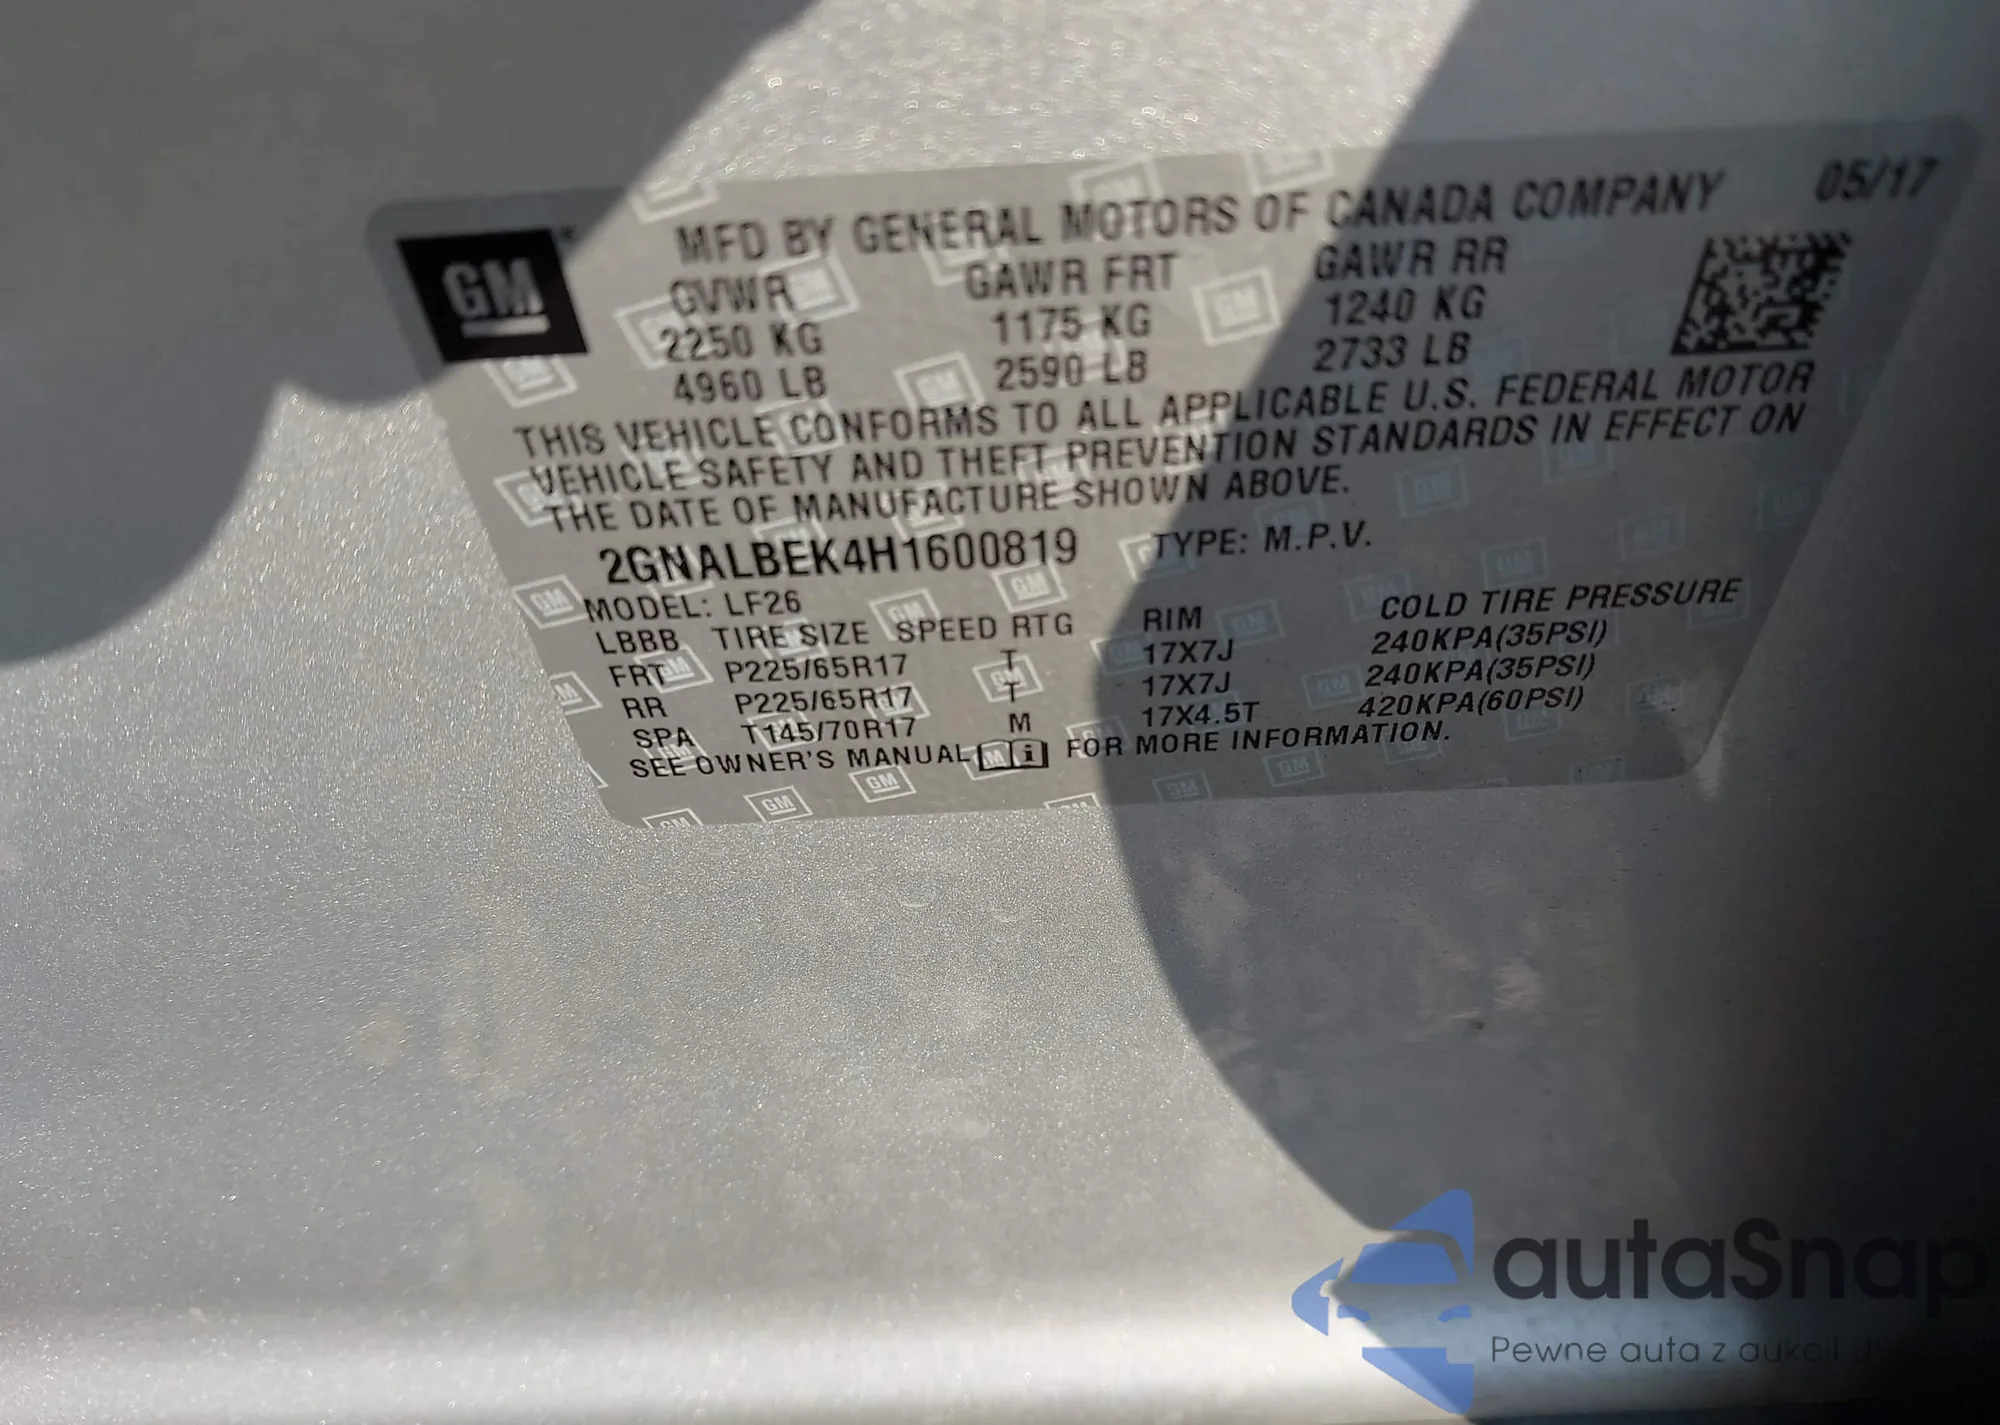 GM
MFD BY GENERAL MOTORS OF CANADA COMPANY 05/17
GVWR GAWR FRT GAWR RR
2250 KG 1175 KG 1240 KG
4960 LB 2590 LB 2733 LB
THIS VEHICLE CONFORMS TO ALL APPLICABLE U.S. FEDERAL MOTOR
VEHICLE SAFETY AND THEFT PREVENTION STANDARDS IN EFFECT ON
THE DATE OF MANUFACTURE SHOWN ABOVE.
2GNALBEK4H1600819 TYPE: M.P.V.
MODEL: LF26
LBBB TIRE SIZE SPEED RTG RIM COLD TIRE PRESSURE
FRT P225/65R17 T 17X7J 240KPA(35PSI)
RR P225/65R17 T 17X7J 240KPA(35PSI)
SPA T145/70R17 M 17X4.5T 420KPA(60PSI)
SEE OWNER'S MANUAL FOR MORE INFORMATION.
autaSnap
Pewne auta z aukcji